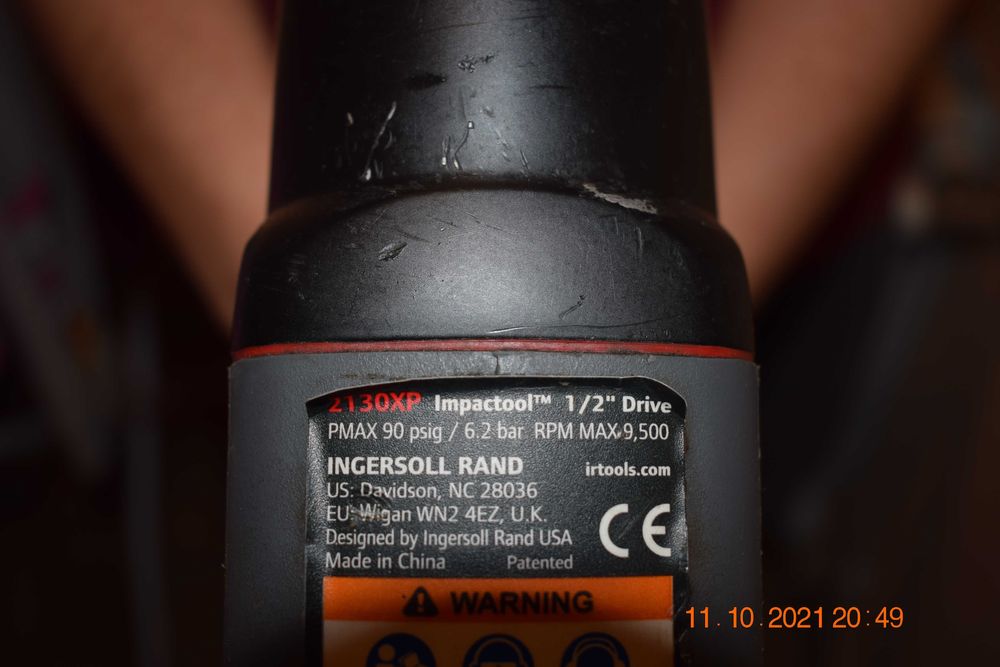 2130XP Impactool™ 1/2" Drive
PMAX 90 psig / 6.2 bar RPM MAX 9,500
INGERSOLL RAND irtools.com
US: Davidson, NC 28036
EU: Wigan WN2 4EZ, U.K.
Designed by Ingersoll Rand USA
CE
Made in China Patented
WARNING
11.10.2021 20:49